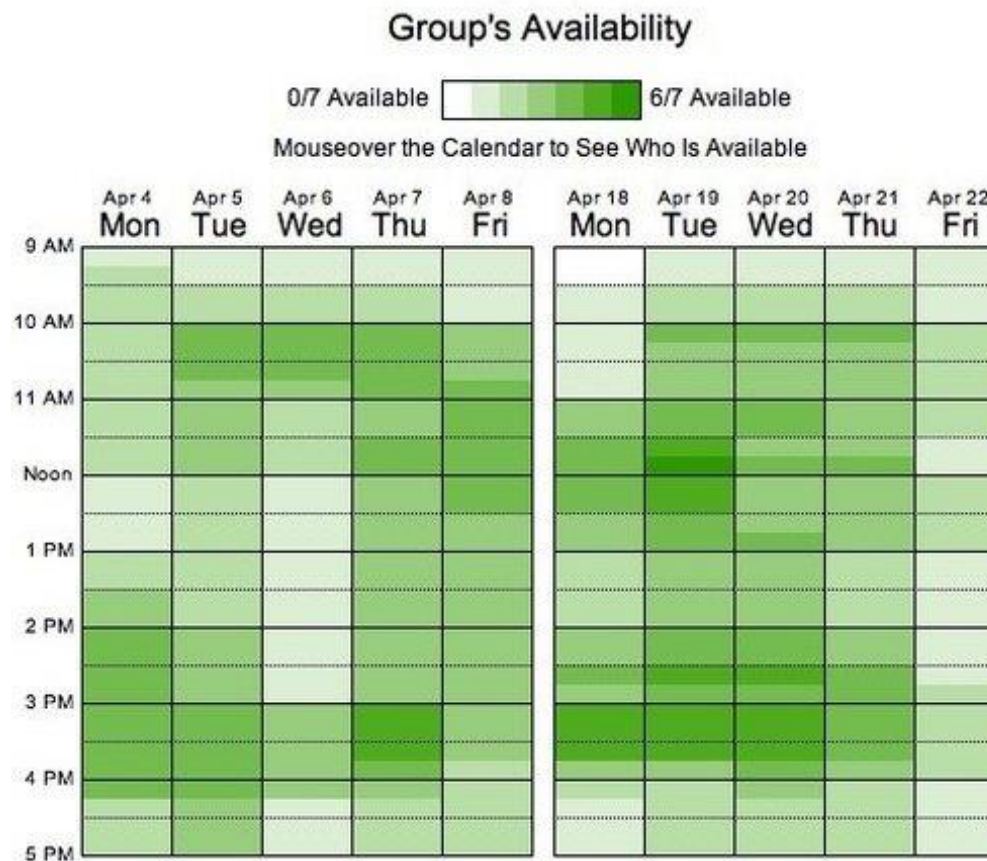 Group's Availability
0/7 Available 6/7 Available
Mouseover the Calendar to See Who Is Available
Apr 4 Apr 5 Apr 6 Apr 7 Apr 8 Apr 18 Apr 19 Apr 20 Apr 21 Apr 22
Mon Tue Wed Thu Fri Mon Tue Wed Thu Fri
9 AM
10 AM
11 AM
Noon
1 PM
2 PM
3 PM
4 PM
5 PM